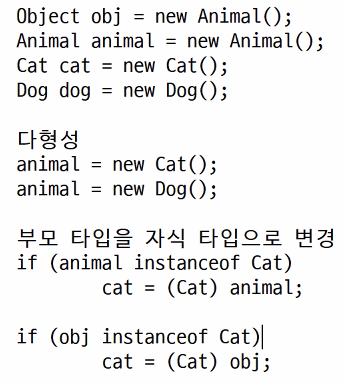 Object obj = new Animal();
Animal animal = new Animal();
Cat cat = new Cat();
Dog dog = new Dog();
다형성
animal = new Cat();
animal = new Dog();
부모 타입을 자식 타입으로 변경
if (animal instanceof Cat)
cat = (Cat) animal;
if (obj instanceof Cat)
cat = (Cat) obj;